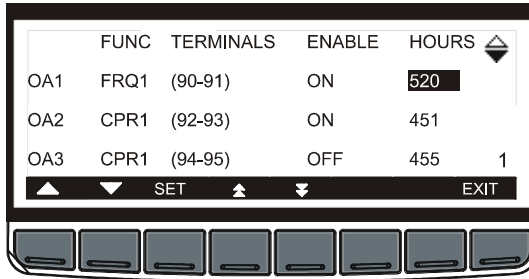 FUNC TERMINALS ENABLE HOURS
OA1 FRQ1 (90-91) ON 520
OA2 CPR1 (92-93) ON 451
OA3 CPR1 (94-95) OFF 455 1
SET EXIT